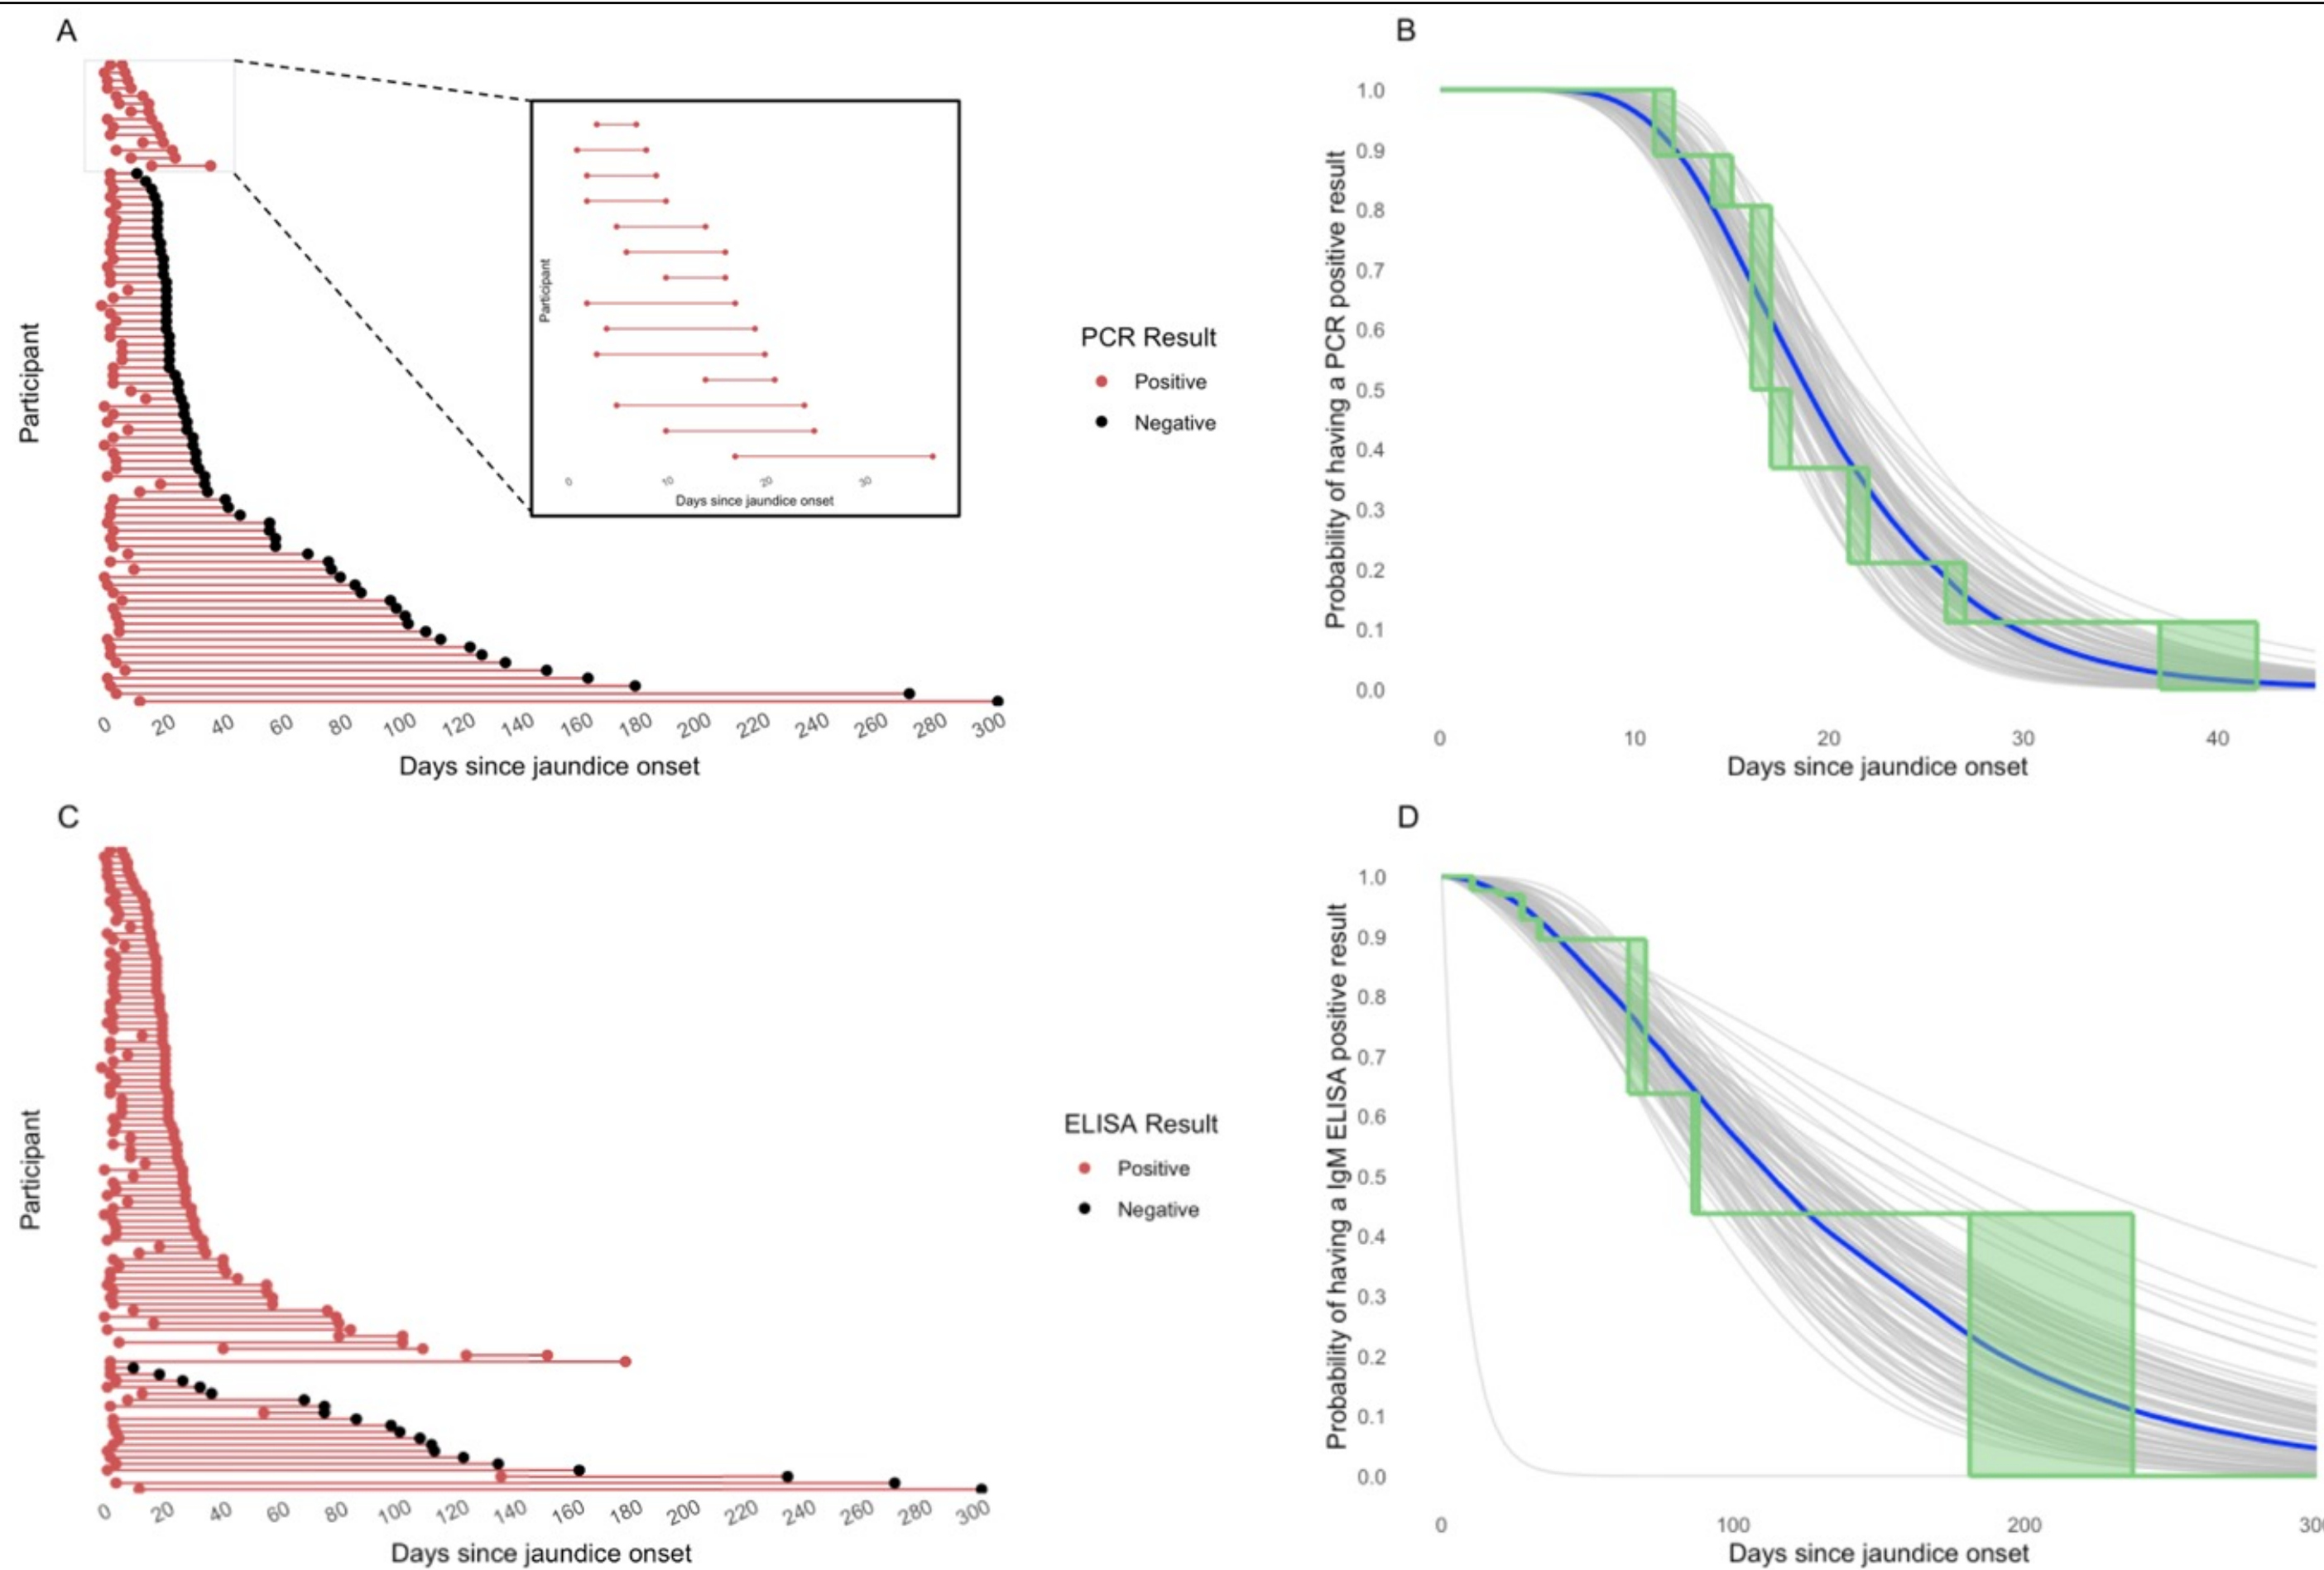 A
Participant
Participant
0 10 20 30
Days since jaundice onset
PCR Result
Positive
Negative
0 20 40 60 80 100 120 140 160 180 200 220 240 260 280 300
Days since jaundice onset
B
Probability of having a PCR positive result
1.0
0.9
0.8
0.7
0.6
0.5
0.4
0.3
0.2
0.1
0.0
0 10 20 30 40
Days since jaundice onset
C
Participant
ELISA Result
Positive
Negative
0 20 40 60 80 100 120 140 160 180 200 220 240 260 280 300
Days since jaundice onset
D
Probability of having a IgM ELISA positive result
1.0
0.9
0.8
0.7
0.6
0.5
0.4
0.3
0.2
0.1
0.0
0 100 200
Days since jaundice onset